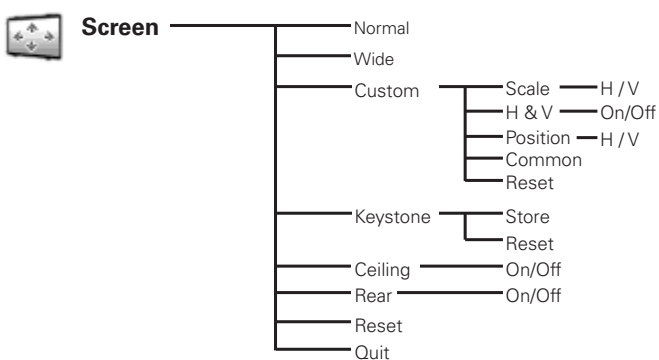 Screen Normal
Wide
Custom Scale H / V
H & V On/Off
Position H / V
Common
Reset
Keystone Store
Reset
Ceiling On/Off
Rear On/Off
Reset
Quit